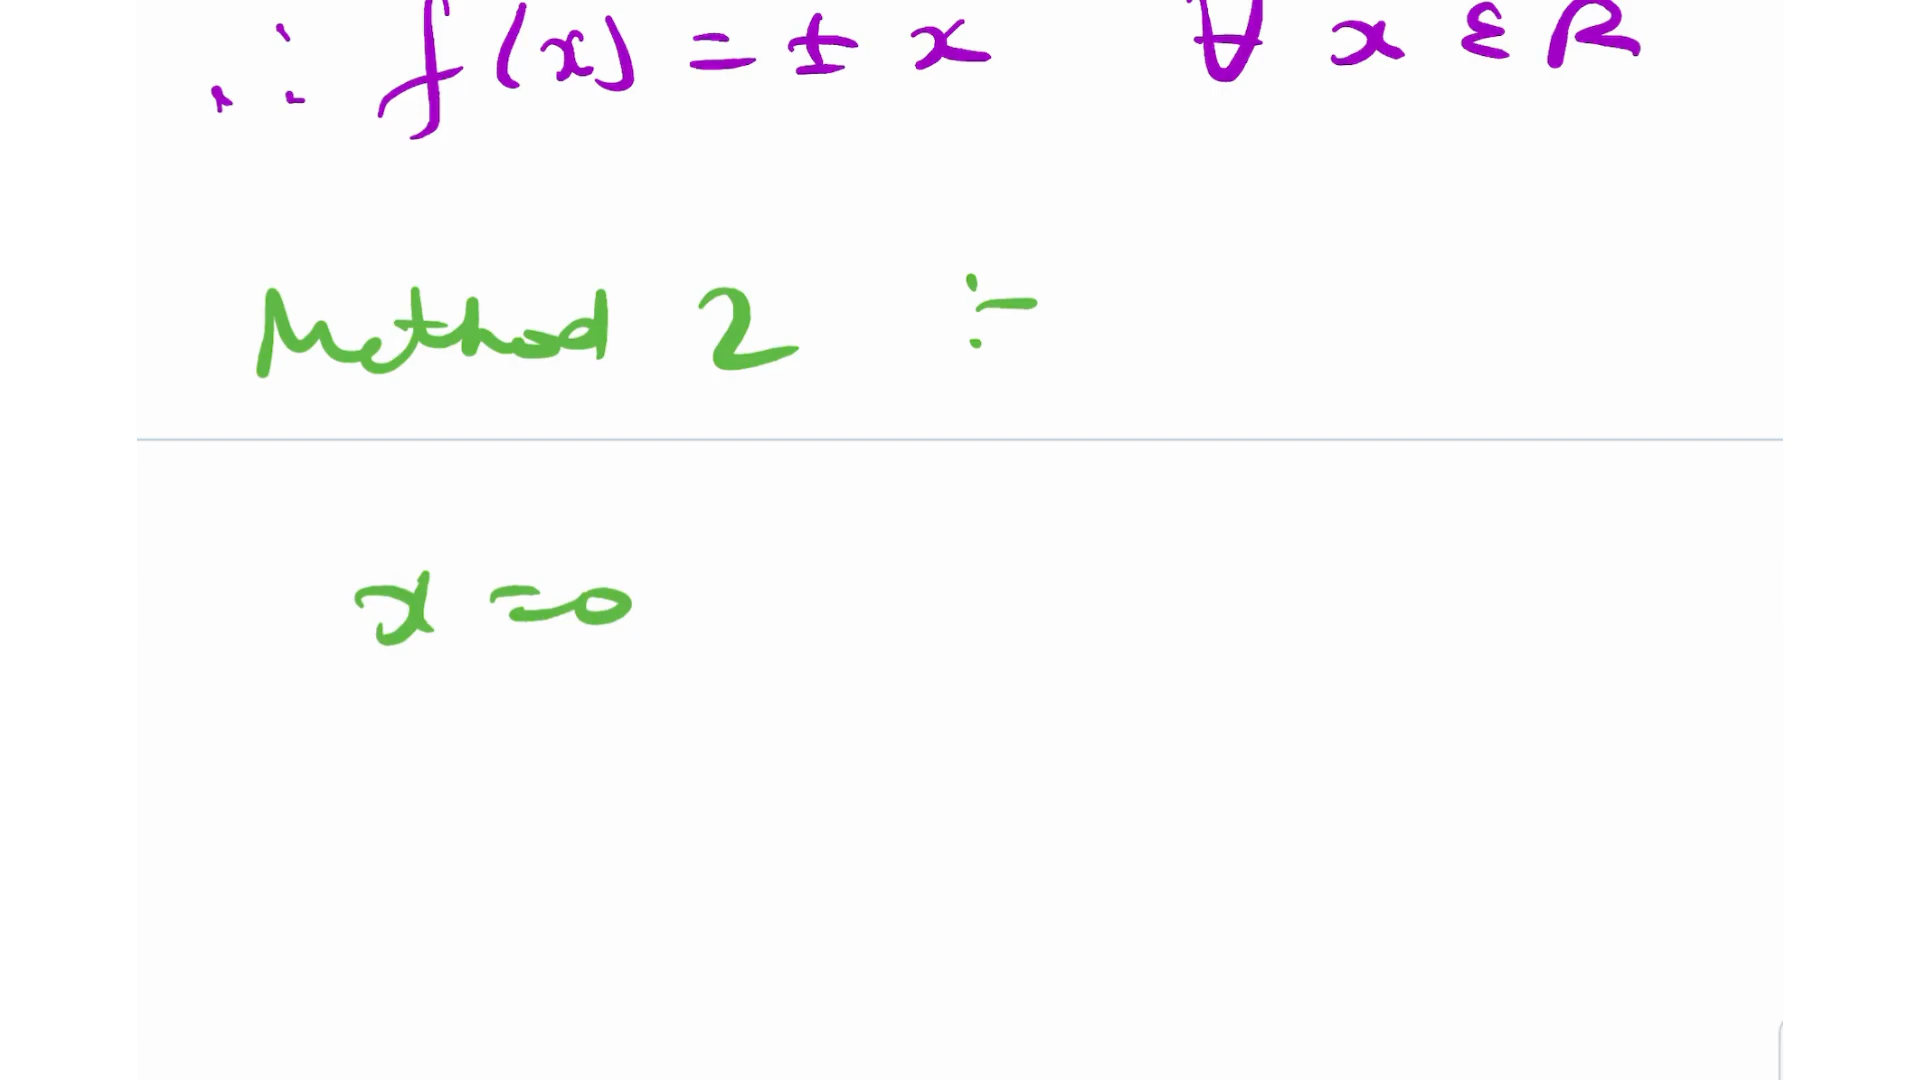 ∴ f(x) = ± x ∀ x ε R
Method 2 :-
x = 0